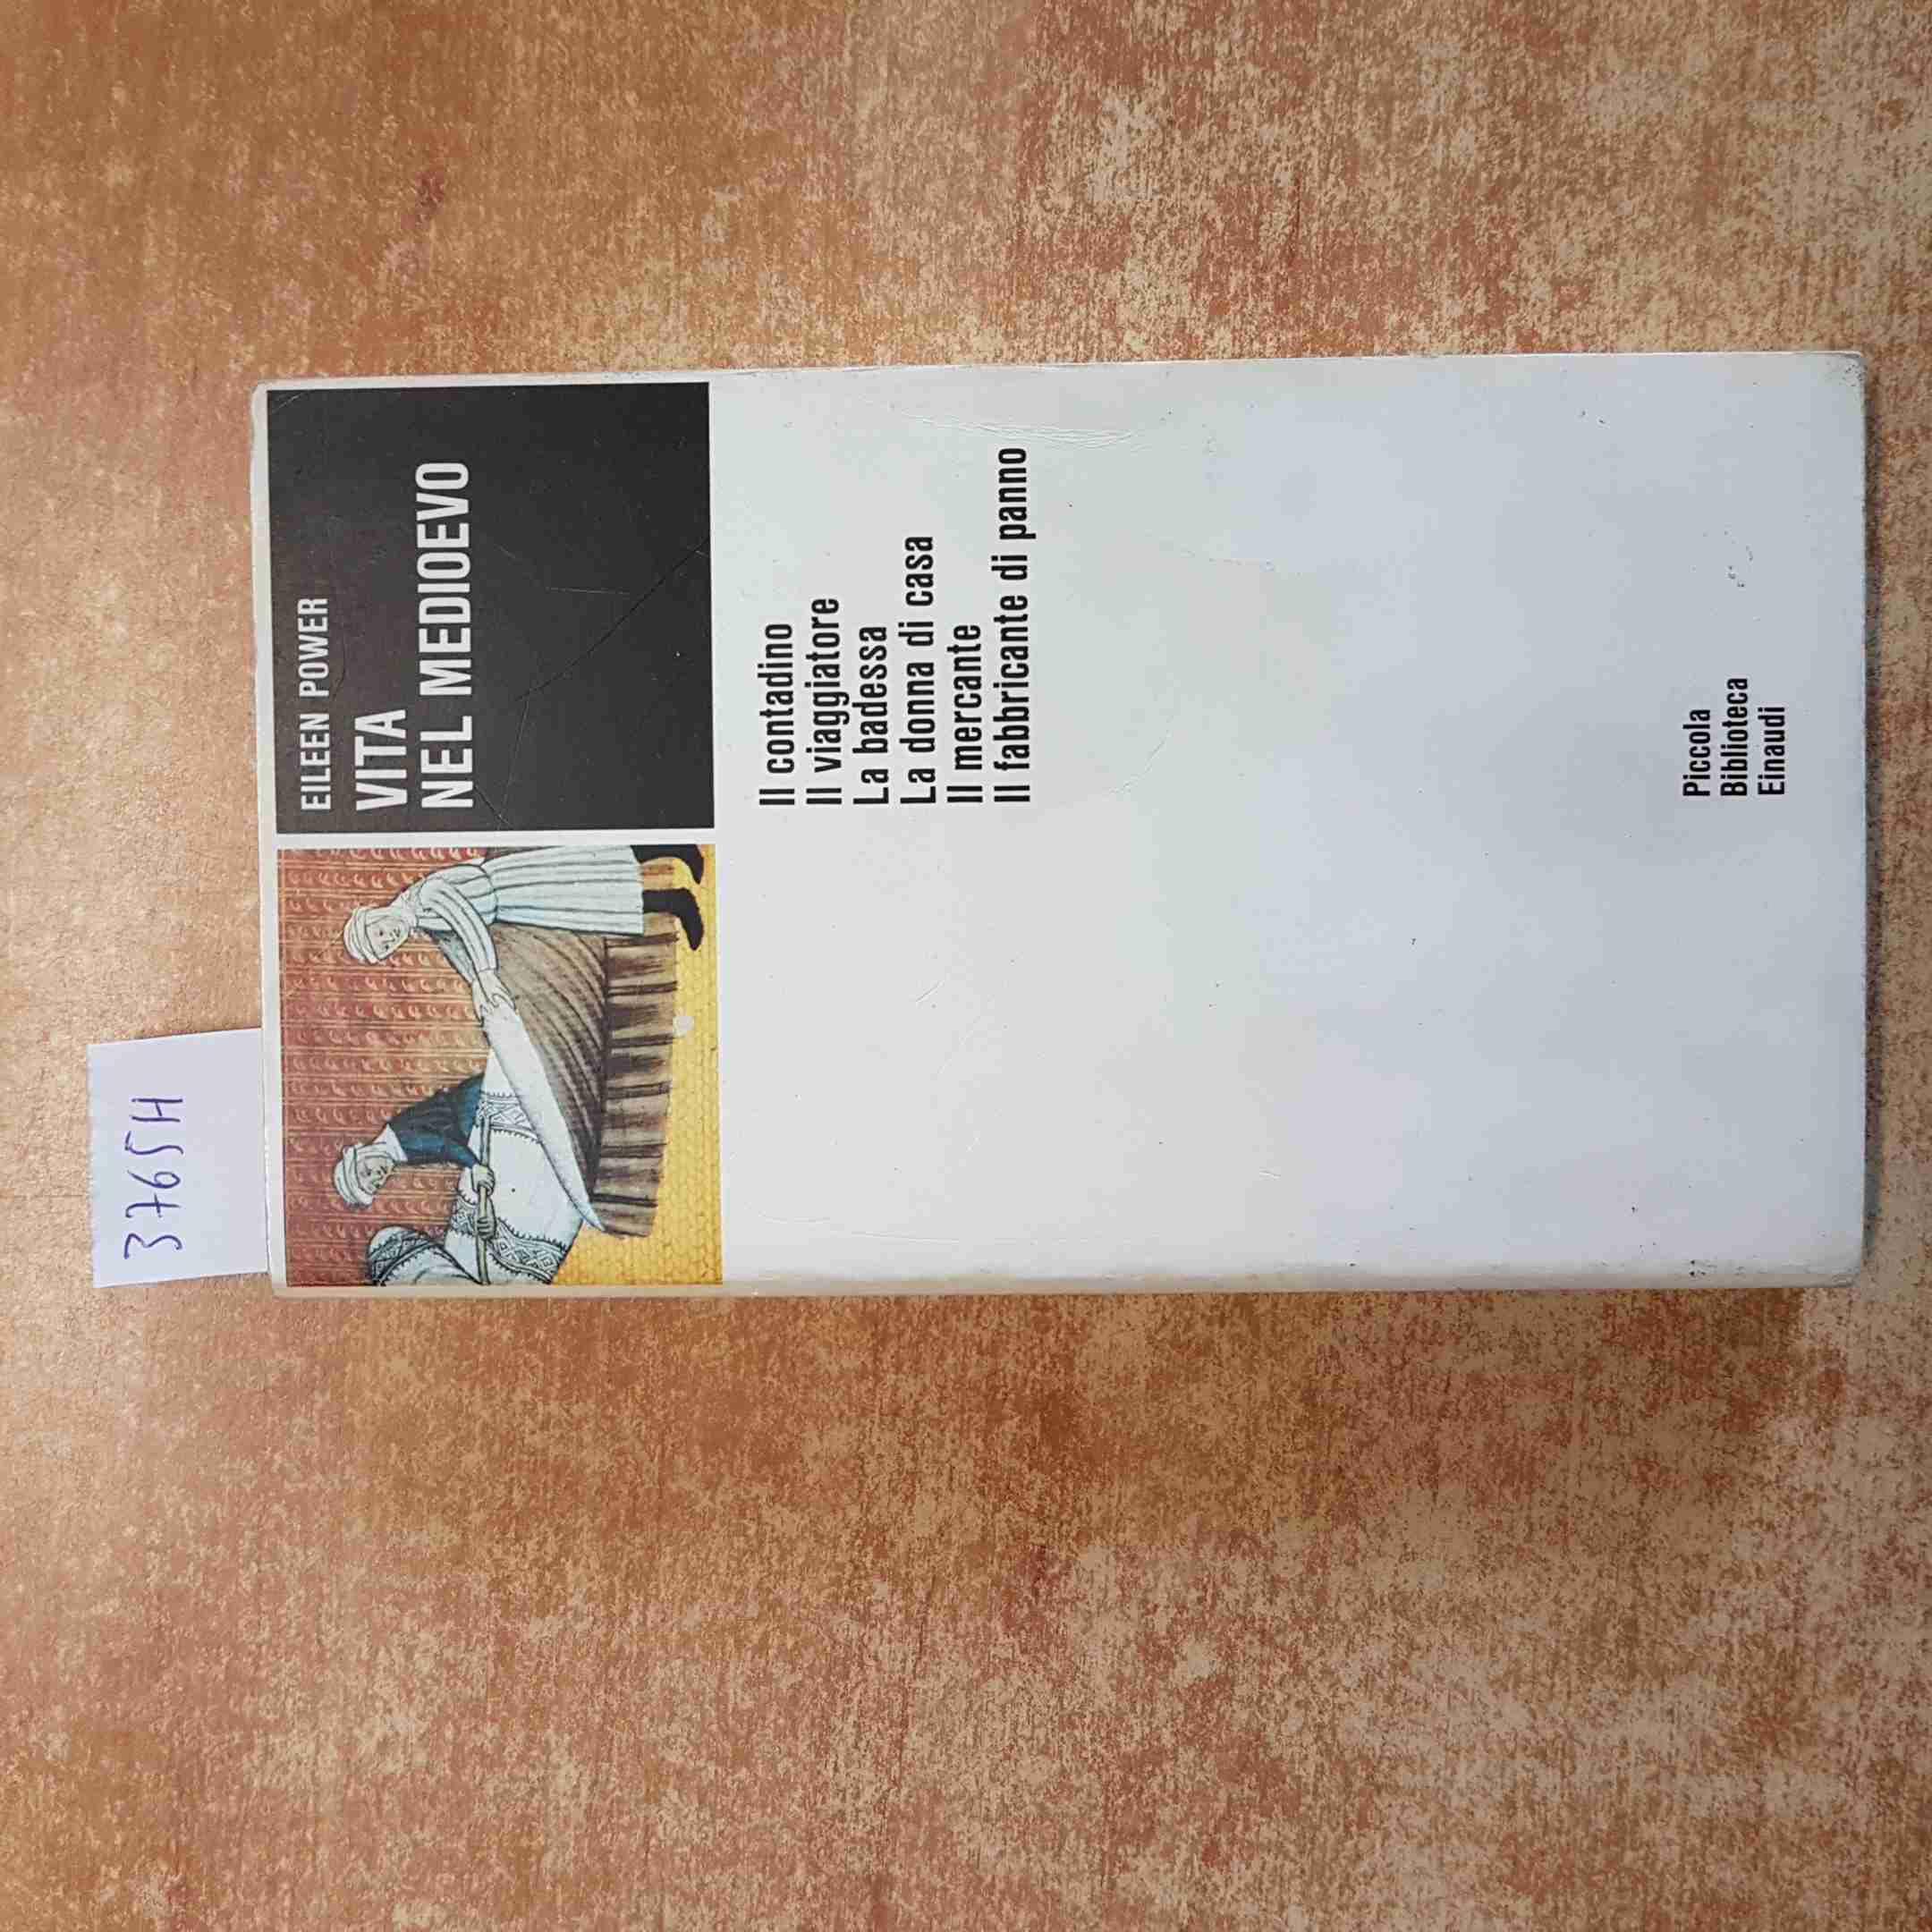 3765H
EILEEN POWER
VITA
NEL MEDIOEVO
Il contadino
Il viaggiatore
La badessa
La donna di casa
Il mercante
Il fabbricante di panno
Piccola
Biblioteca
Einaudi